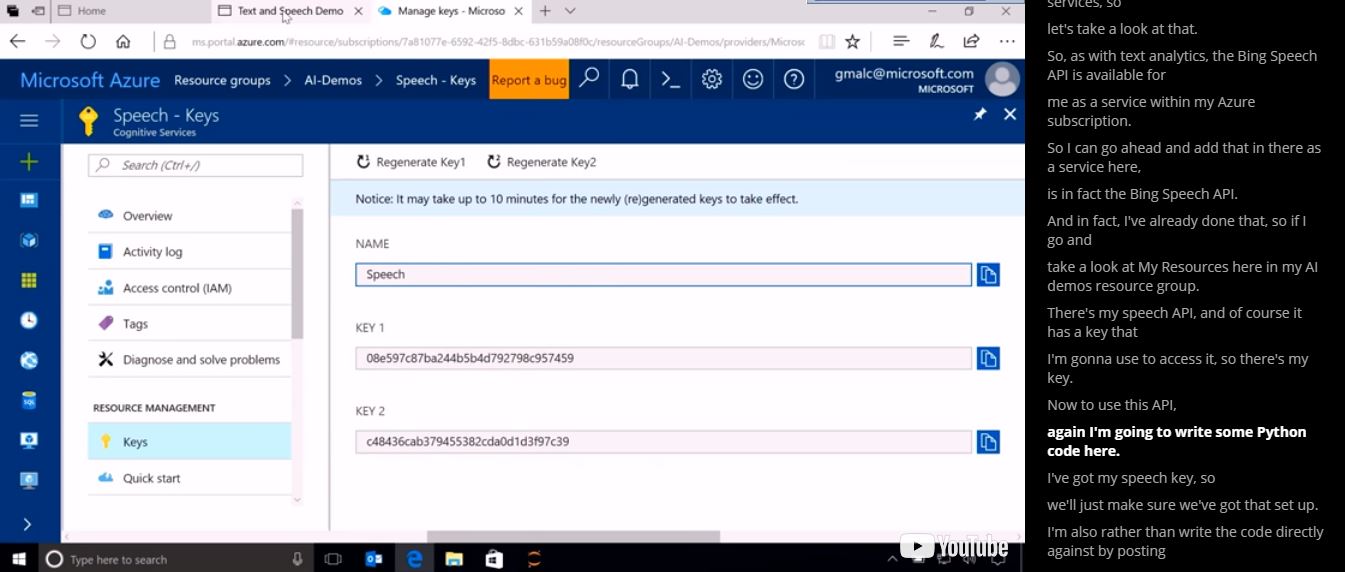 Home
Text and Speech Demo
Manage keys - Microso
ms.portal.azure.com/#resource/subscriptions/7a81077e-6592-42f5-8dbc-631b59a08f0c/resourceGroups/AI-Demos/providers/Microsc
Microsoft Azure Resource groups > AI-Demos > Speech - Keys
Report a bug
gmalc@microsoft.com
MICROSOFT
Speech - Keys
Cognitive Services
Search (Ctrl+/)
Overview
Activity log
Access control (IAM)
Tags
Diagnose and solve problems
RESOURCE MANAGEMENT
Keys
Quick start
Regenerate Key1
Regenerate Key2
Notice: It may take up to 10 minutes for the newly (re)generated keys to take effect.
NAME
Speech
KEY 1
08e597c87ba244b5b4d792798c957459
KEY 2
c48436cab379455382cda0d1d3f97c39
SQL
Type here to search
YouTube
services, so
let's take a look at that.
So, as with text analytics, the Bing Speech
API is available for
me as a service within my Azure
subscription.
So I can go ahead and add that in there as
a service here,
is in fact the Bing Speech API.
And in fact, I've already done that, so if I
go and
take a look at My Resources here in my AI
demos resource group.
There's my speech API, and of course it
has a key that
I'm gonna use to access it, so there's my
key.
Now to use this API,
again I'm going to write some Python
code here.
I've got my speech key, so
we'll just make sure we've got that set up.
I'm also rather than write the code directly
against by posting